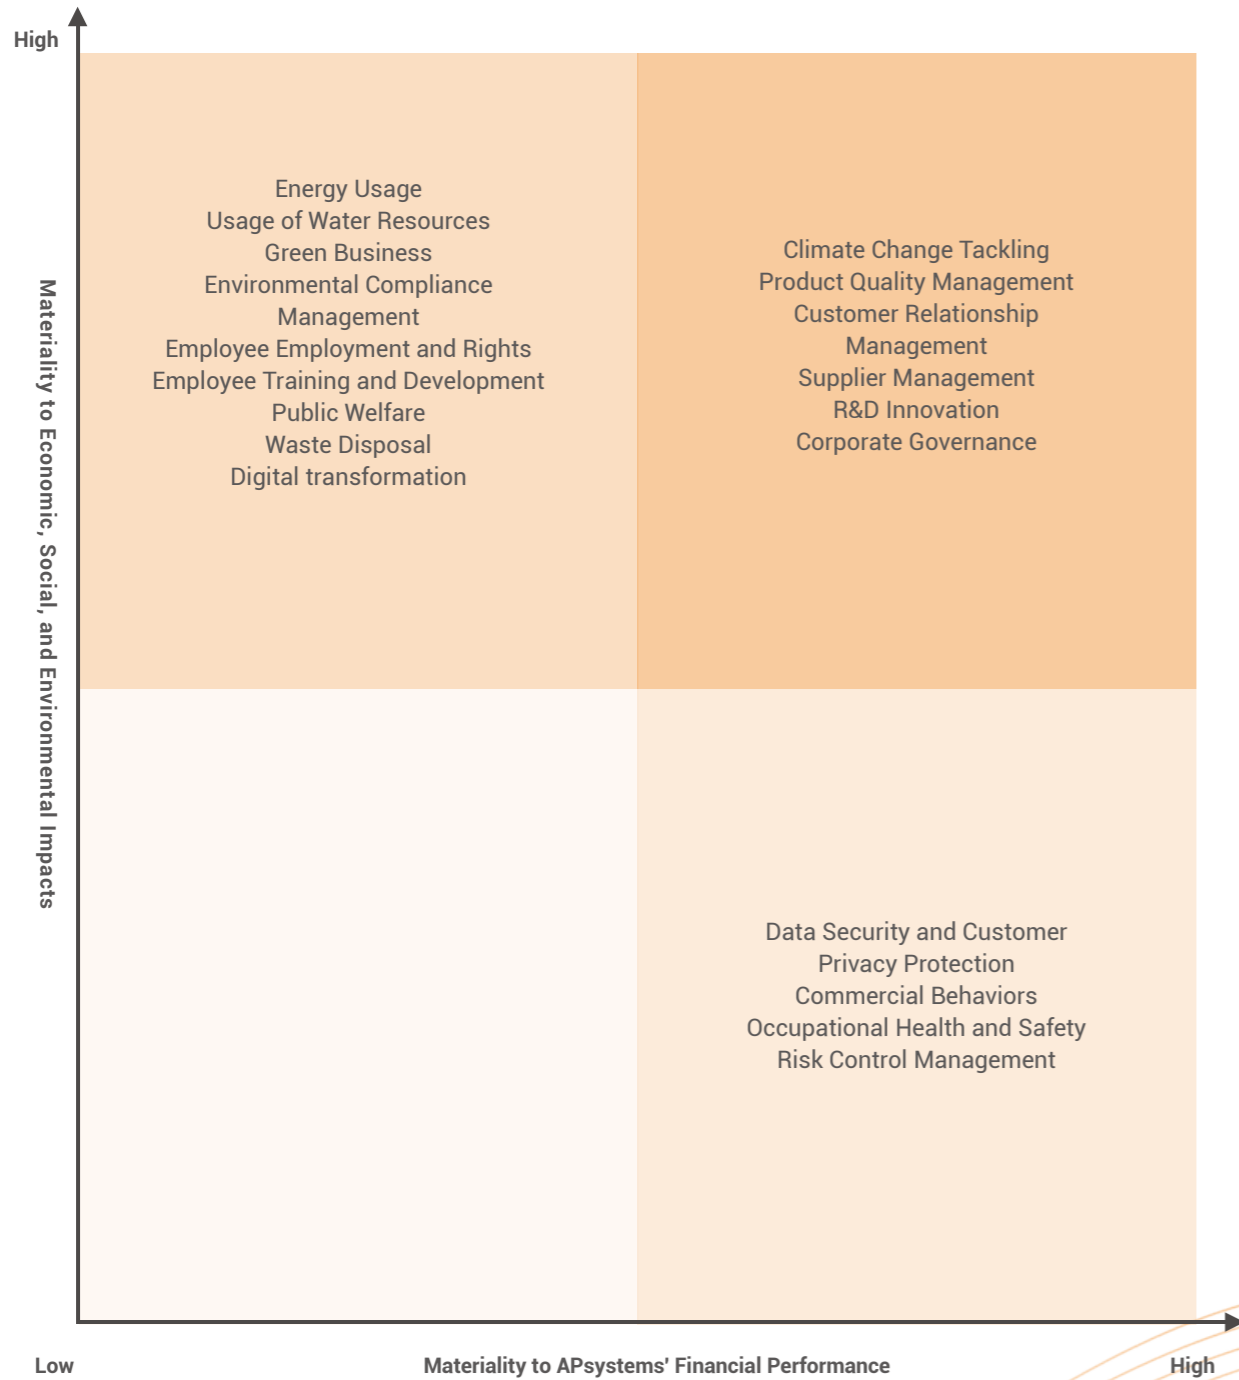 High
Materiality to Economic, Social, and Environmental Impacts
Energy Usage
Usage of Water Resources
Green Business
Environmental Compliance
Management
Employee Employment and Rights
Employee Training and Development
Public Welfare
Waste Disposal
Digital transformation
Climate Change Tackling
Product Quality Management
Customer Relationship
Management
Supplier Management
R&D Innovation
Corporate Governance
Data Security and Customer
Privacy Protection
Commercial Behaviors
Occupational Health and Safety
Risk Control Management
Low
Materiality to APsystems' Financial Performance
High